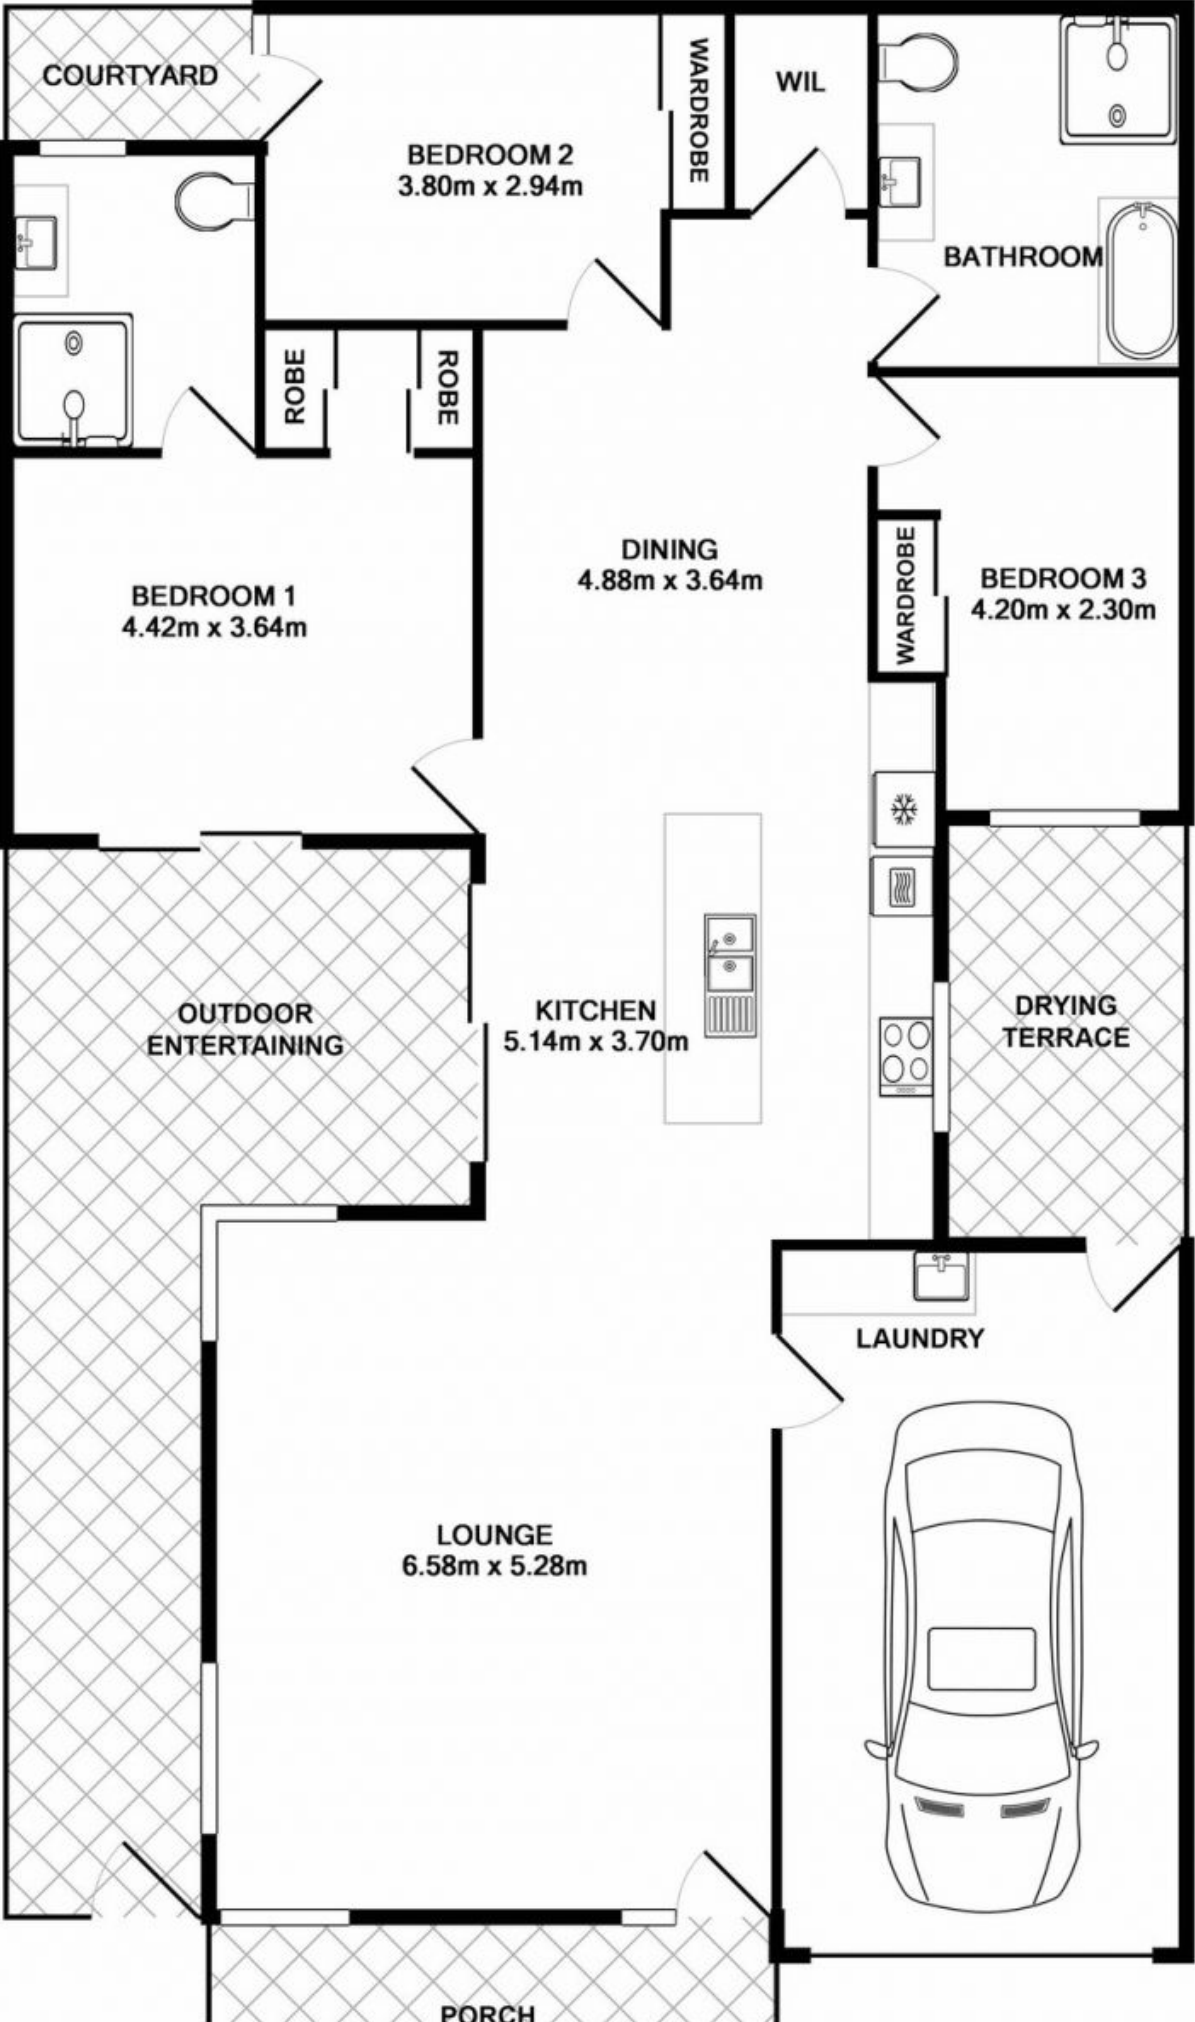 COURTYARD
BEDROOM 2
3.80m x 2.94m
WARDROBE
WIL
BATHROOM
ROBE
ROBE
BEDROOM 1
4.42m x 3.64m
DINING
4.88m x 3.64m
WARDROBE
BEDROOM 3
4.20m x 2.30m
OUTDOOR
ENTERTAINING
KITCHEN
5.14m x 3.70m
DRYING
TERRACE
LAUNDRY
LOUNGE
6.58m x 5.28m
PORCH